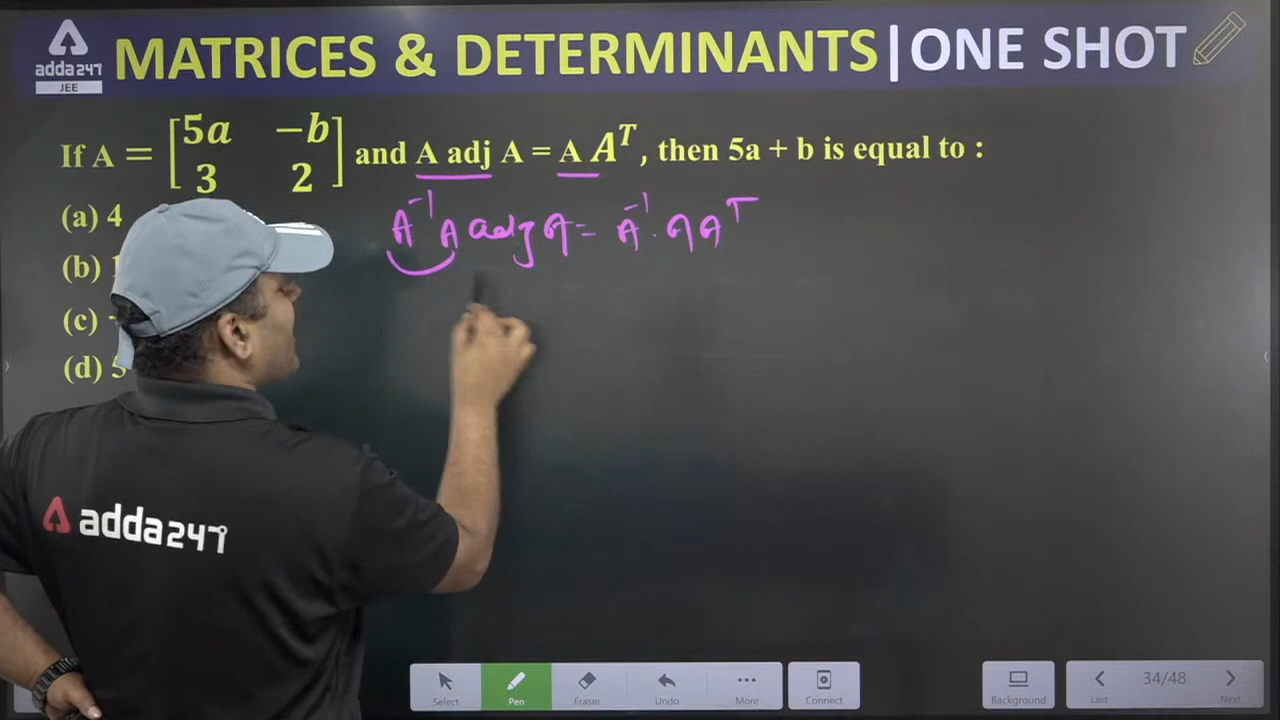 adda247
JEE
MATRICES & DETERMINANTS|ONE SHOT
If A = [5a -b
3 2] and A adj A = A A^T, then 5a + b is equal to :
(a) 4
(b)
(c)
(d) 5
A^-1 A adj A = A^-1 . A A^T
adda247
Select
Pen
Eraser
Undo
More
Connect
Background
Last
34/48
Next